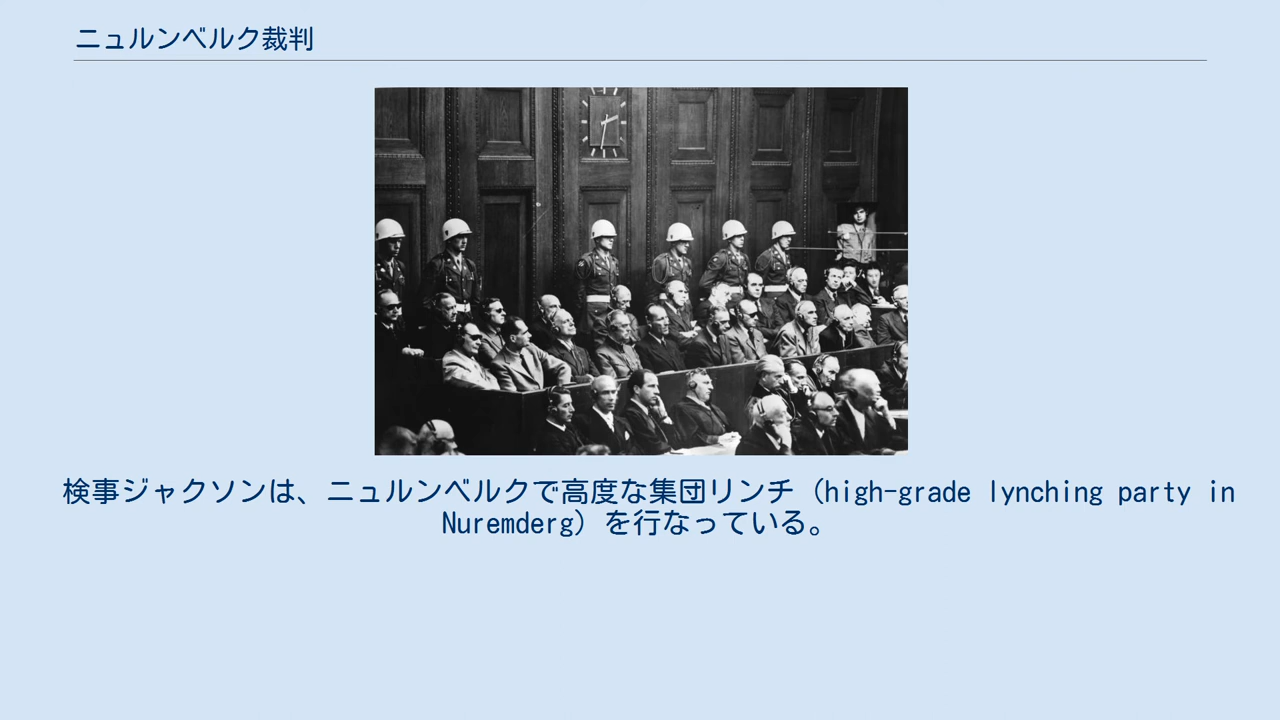 ニュルンベルク裁判
検事ジャクソンは、ニュルンベルクで高度な集団リンチ（high-grade lynching party in
Nuremderg）を行なっている。